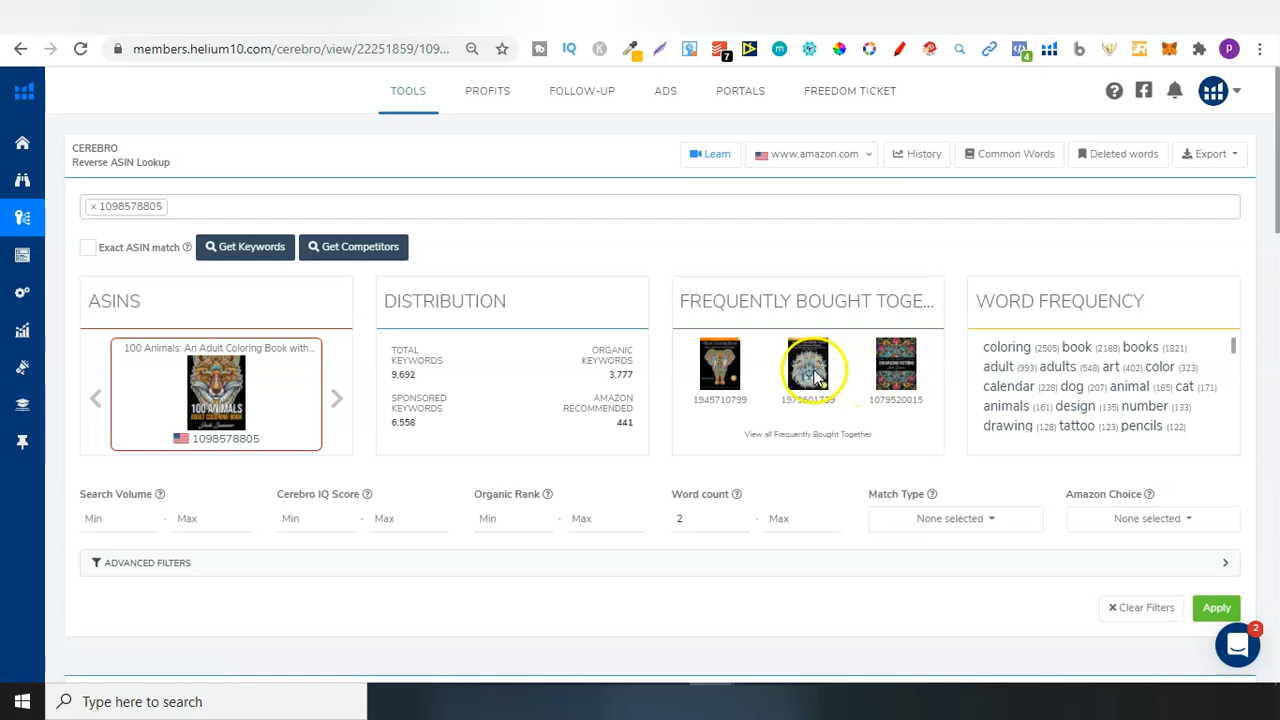 members.helium10.com/cerebro/view/22251859/109...
7
4
P
TOOLS
PROFITS
FOLLOW-UP
ADS
PORTALS
FREEDOM TICKET
CEREBRO
Reverse ASIN Lookup
Learn
www.amazon.com
History
Common Words
Deleted words
Export
× 1098578805
Exact ASIN match
Get Keywords
Get Competitors
ASINS
100 Animals: An Adult Coloring Book with...
100 ANIMALS
ADULT COLORING BOOK
1098578805
DISTRIBUTION
TOTAL KEYWORDS
9,692
ORGANIC KEYWORDS
3,777
SPONSORED KEYWORDS
6,558
AMAZON RECOMMENDED
441
FREQUENTLY BOUGHT TOGE...
1945710799
1979601739
1079520015
View all Frequently Bought Together
WORD FREQUENCY
coloring (2505) book (2188) books (1821)
adult (993) adults (548) art (402) color (323)
calendar (228) dog (207) animal (185) cat (171)
animals (161) design (135) number (133)
drawing (128) tattoo (123) pencils (122)
Search Volume
Min - Max
Cerebro IQ Score
Min - Max
Organic Rank
Min - Max
Word count
2 - Max
Match Type
None selected
Amazon Choice
None selected
ADVANCED FILTERS
× Clear Filters
Apply
2
Type here to search